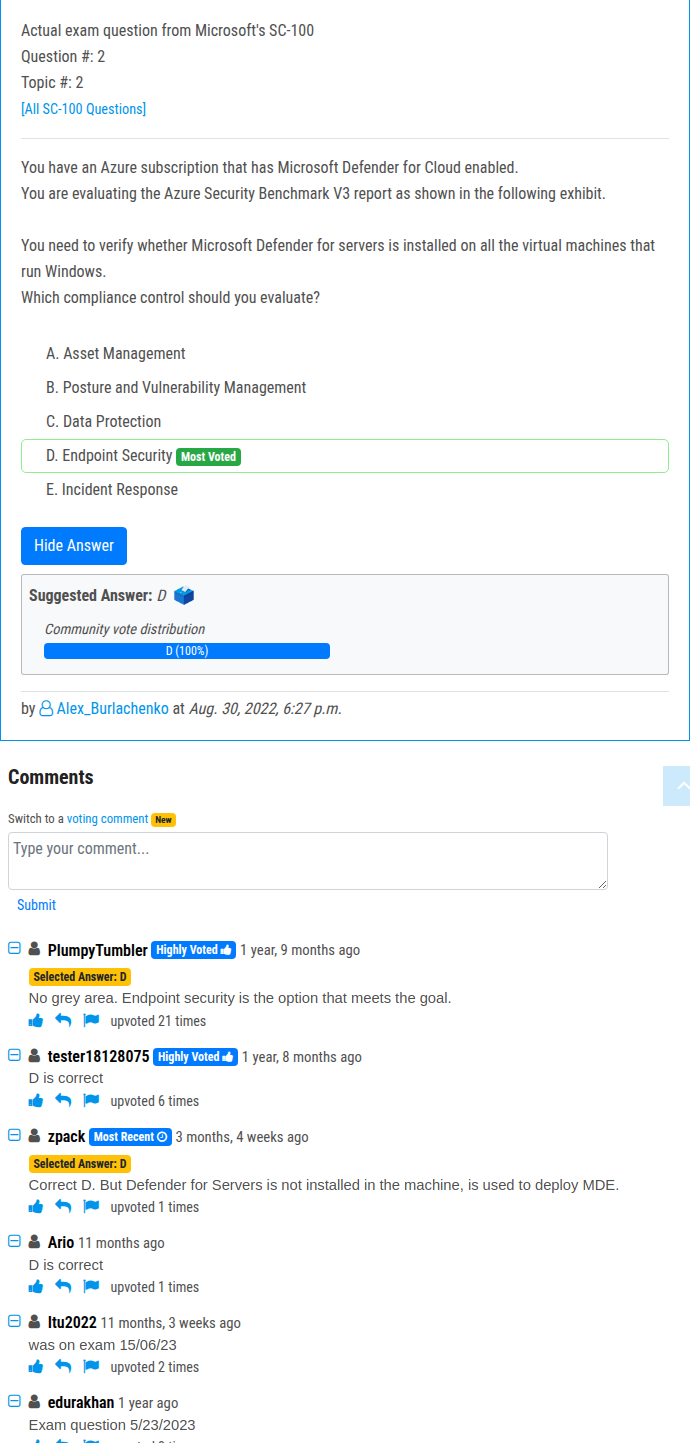 Actual exam question from Microsoft's SC-100
Question #: 2
Topic #: 2
[All SC-100 Questions]
You have an Azure subscription that has Microsoft Defender for Cloud enabled.
You are evaluating the Azure Security Benchmark V3 report as shown in the following exhibit.
You need to verify whether Microsoft Defender for servers is installed on all the virtual machines that
run Windows.
Which compliance control should you evaluate?
A. Asset Management
B. Posture and Vulnerability Management
C. Data Protection
D. Endpoint Security Most Voted
E. Incident Response
Hide Answer
Suggested Answer: D
Community vote distribution
D (100%)
by Alex_Burlachenko at Aug. 30, 2022, 6:27 p.m.
Comments
Switch to a voting comment New
Type your comment...
Submit
PlumpyTumbler Highly Voted 1 year, 9 months ago
Selected Answer: D
No grey area. Endpoint security is the option that meets the goal.
upvoted 21 times
tester18128075 Highly Voted 1 year, 8 months ago
D is correct
upvoted 6 times
zpack Most Recent 3 months, 4 weeks ago
Selected Answer: D
Correct D. But Defender for Servers is not installed in the machine, is used to deploy MDE.
upvoted 1 times
Ario 11 months ago
D is correct
upvoted 1 times
Itu2022 11 months, 3 weeks ago
was on exam 15/06/23
upvoted 2 times
edurakhan 1 year ago
Exam question 5/23/2023